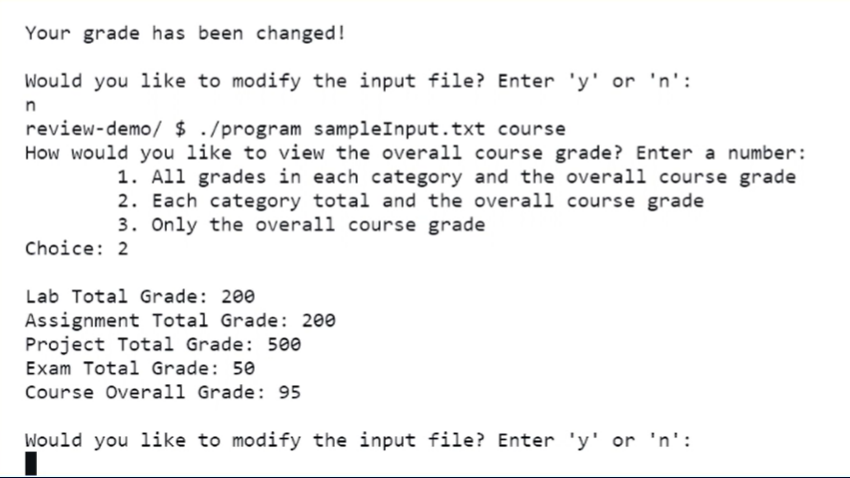 Your grade has been changed!
Would you like to modify the input file? Enter 'y' or 'n':
n
review-demo/ $ ./program sampleInput.txt course
How would you like to view the overall course grade? Enter a number:
1. All grades in each category and the overall course grade
2. Each category total and the overall course grade
3. Only the overall course grade
Choice: 2
Lab Total Grade: 200
Assignment Total Grade: 200
Project Total Grade: 500
Exam Total Grade: 50
Course Overall Grade: 95
Would you like to modify the input file? Enter 'y' or 'n':